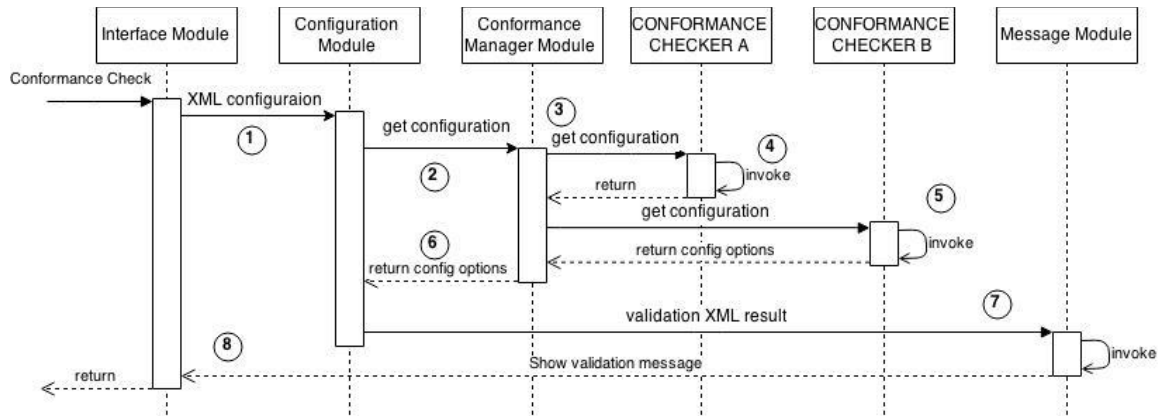 Interface Module
Configuration
Module
Conformance
Manager Module
CONFORMANCE
CHECKER A
CONFORMANCE
CHECKER B
Message Module
Conformance Check
XML configuraion
1
get configuration
2
3
get configuration
4
invoke
return
get configuration
5
invoke
return config options
6
return config options
validation XML result
7
invoke
8
Show validation message
return